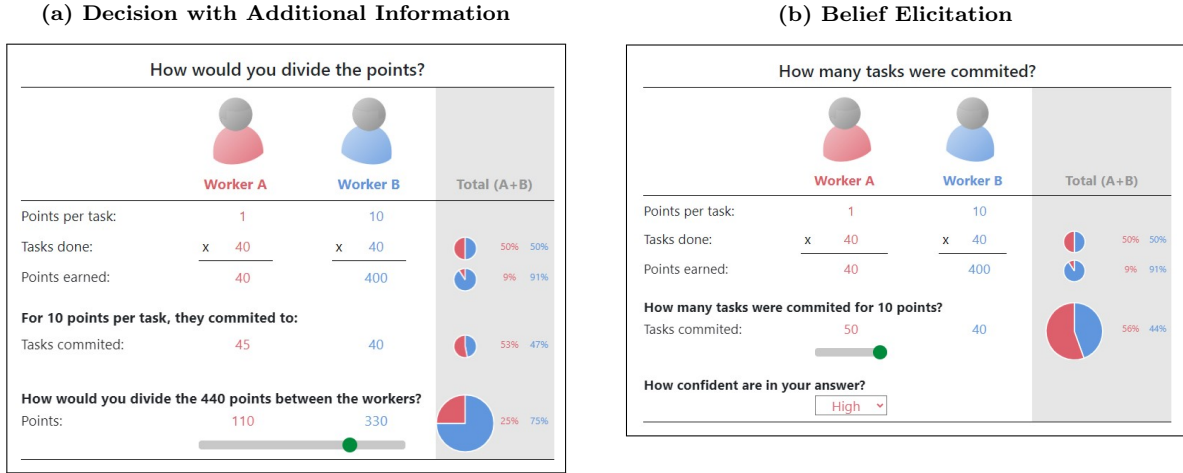 (a) Decision with Additional Information
How would you divide the points?
Worker A Worker B Total (A+B)
Points per task: 1 10
Tasks done: x 40 x 40 50% 50%
Points earned: 40 400 9% 91%
For 10 points per task, they commited to:
Tasks commited: 45 40 53% 47%
How would you divide the 440 points between the workers?
Points: 110 330 25% 75%
(b) Belief Elicitation
How many tasks were commited?
Worker A Worker B Total (A+B)
Points per task: 1 10
Tasks done: x 40 x 40 50% 50%
Points earned: 40 400 9% 91%
How many tasks were commited for 10 points?
Tasks commited: 50 40 56% 44%
How confident are in your answer?
High